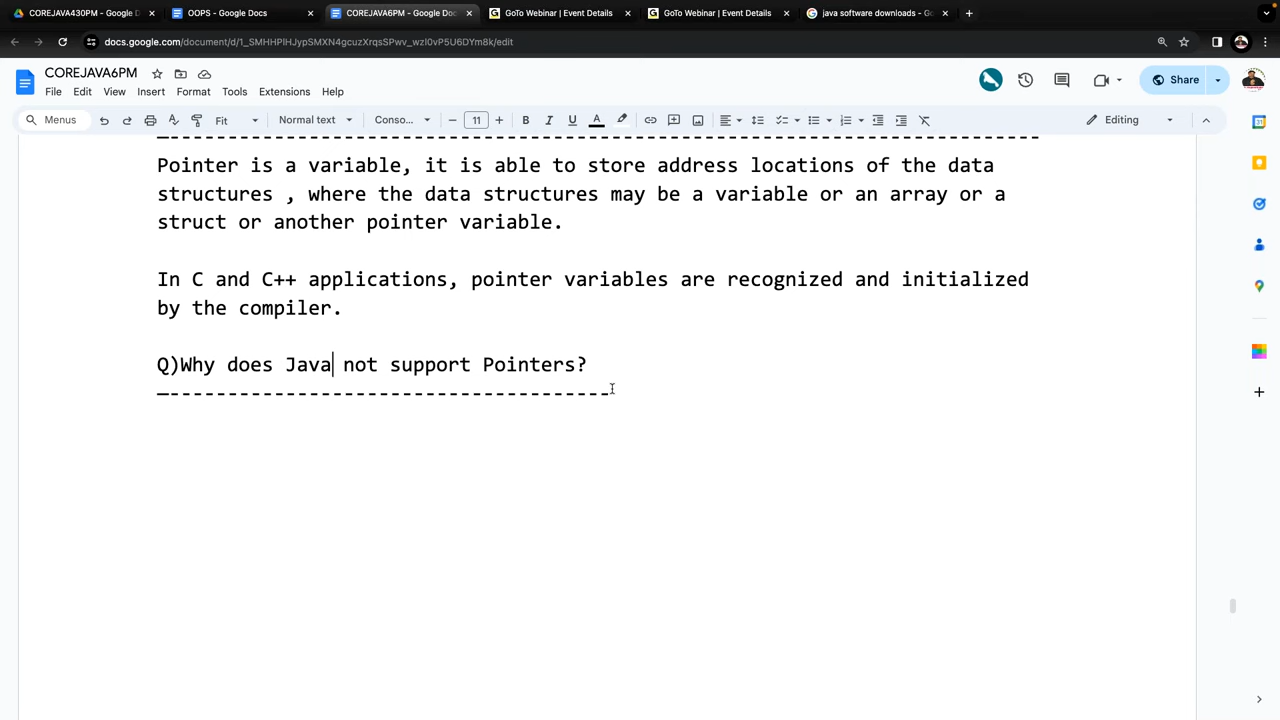 COREJAVA430PM - Google D
OOPS - Google Docs
COREJAVA6PM - Google Doc
GoTo Webinar | Event Details
GoTo Webinar | Event Details
java software downloads - Go
docs.google.com/document/d/1_SMHHPIHJypSMXN4gcuzXrqsSPwv_wzI0vP5U6DYm8k/edit
COREJAVA6PM
File Edit View Insert Format Tools Extensions Help
Share
Menus
Fit
Normal text
Conso...
11
Editing
Pointer is a variable, it is able to store address locations of the data
structures , where the data structures may be a variable or an array or a
struct or another pointer variable.
In C and C++ applications, pointer variables are recognized and initialized
by the compiler.
Q)Why does Java not support Pointers?
—--------------------------------------